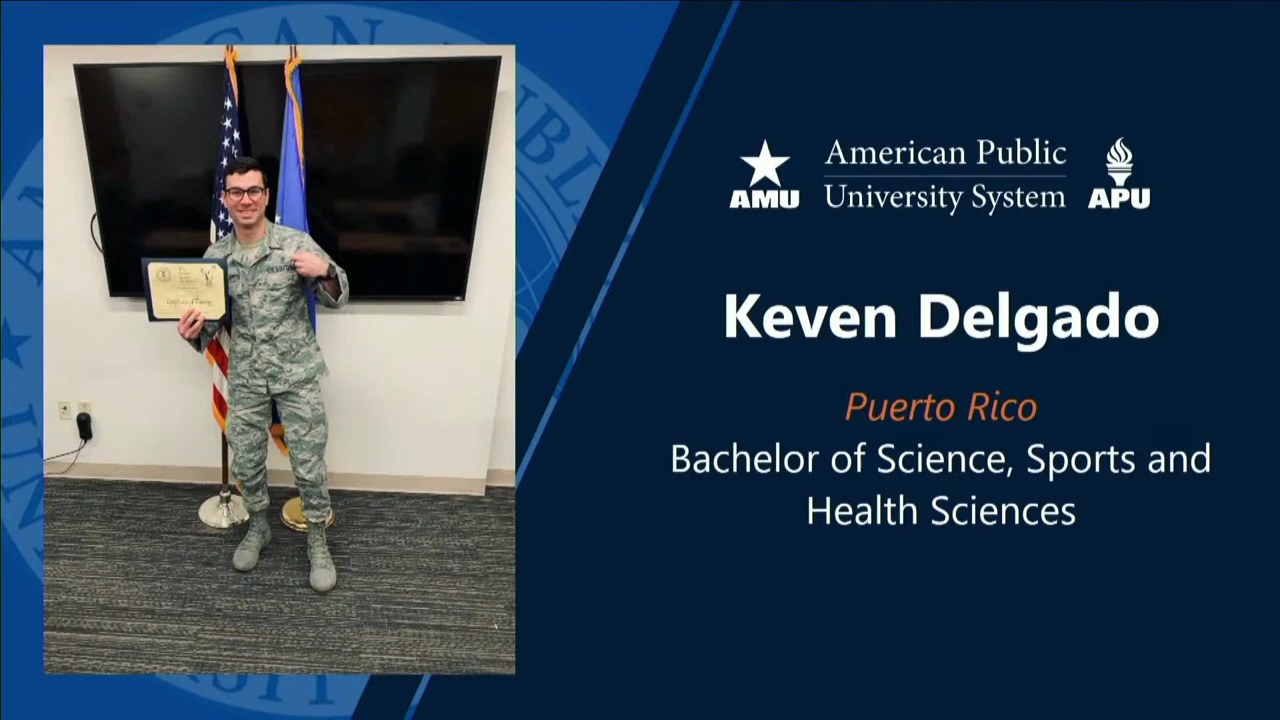 AMU
American Public
University System
APU
Keven Delgado
Puerto Rico
Bachelor of Science, Sports and
Health Sciences